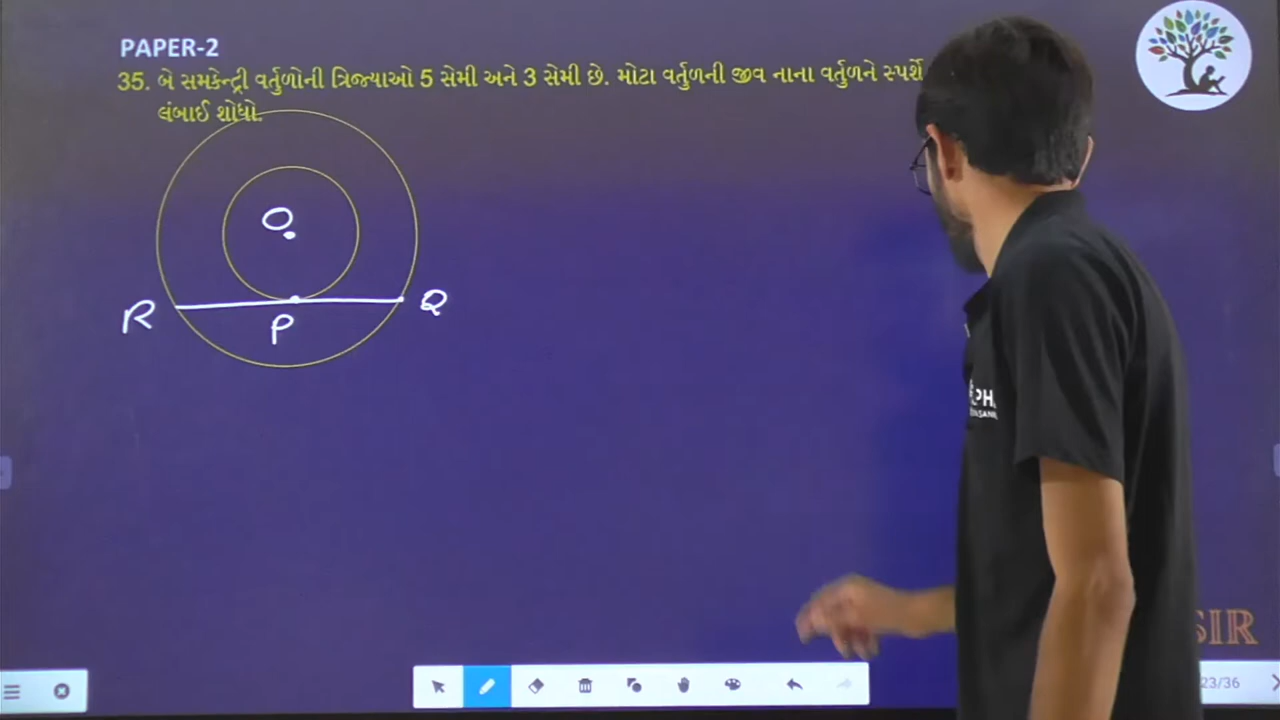 PAPER-2
35. બે સમકેન્દ્રી વર્તુળોની ત્રિજ્યાઓ 5 સેમી અને 3 સેમી છે. મોટા વર્તુળની જીવ નાના વર્તુળને સ્પર્શે
લંબાઈ શોધો.
O
R
P
Q
SIR
23/36